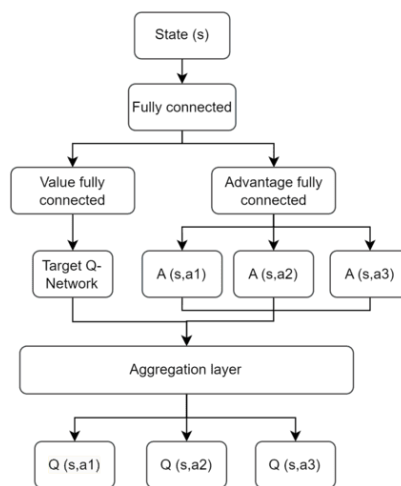 State (s)
Fully connected
Value fully
connected
Advantage fully
connected
Target Q-
Network
A (s,a1)
A (s,a2)
A (s,a3)
Aggregation layer
Q (s,a1)
Q (s,a2)
Q (s,a3)